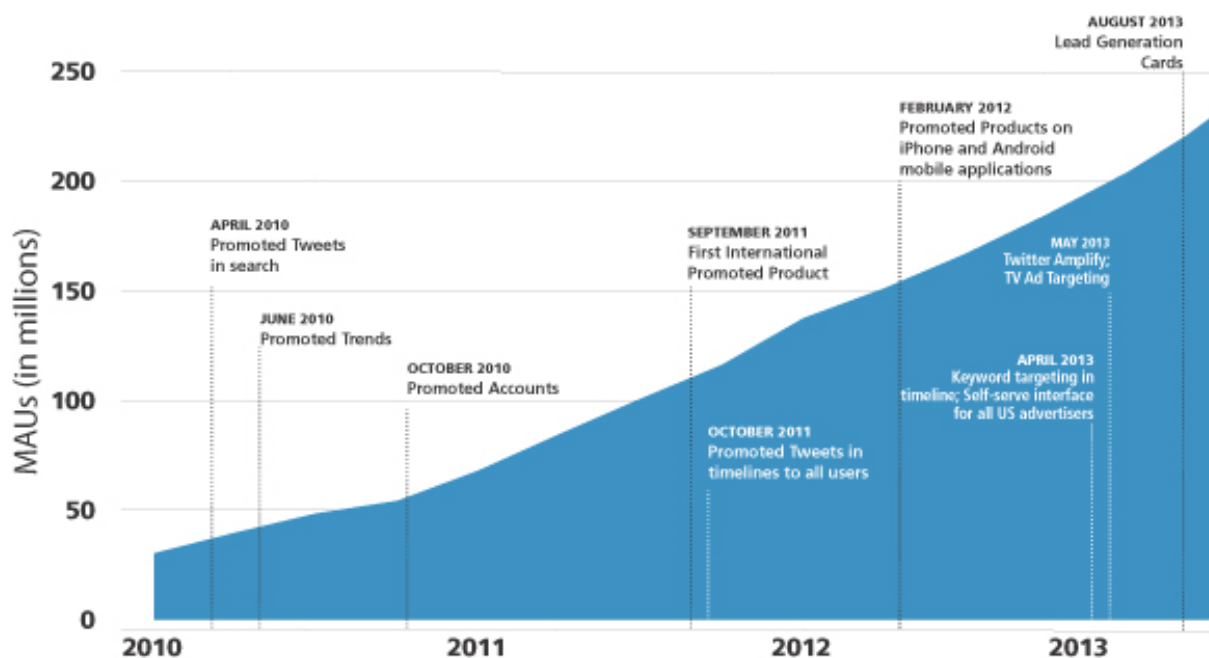 AUGUST 2013
Lead Generation
Cards
250
FEBRUARY 2012
Promoted Products on
iPhone and Android
mobile applications
200
APRIL 2010
Promoted Tweets
in search
SEPTEMBER 2011
First International
Promoted Product
MAY 2013
Twitter Amplify;
TV Ad Targeting
150
JUNE 2010
Promoted Trends
OCTOBER 2010
Promoted Accounts
APRIL 2013
Keyword targeting in
timeline; Self-serve interface
for all US advertisers
100
OCTOBER 2011
Promoted Tweets in
timelines to all users
50
0
MAUs (in millions)
2010
2011
2012
2013